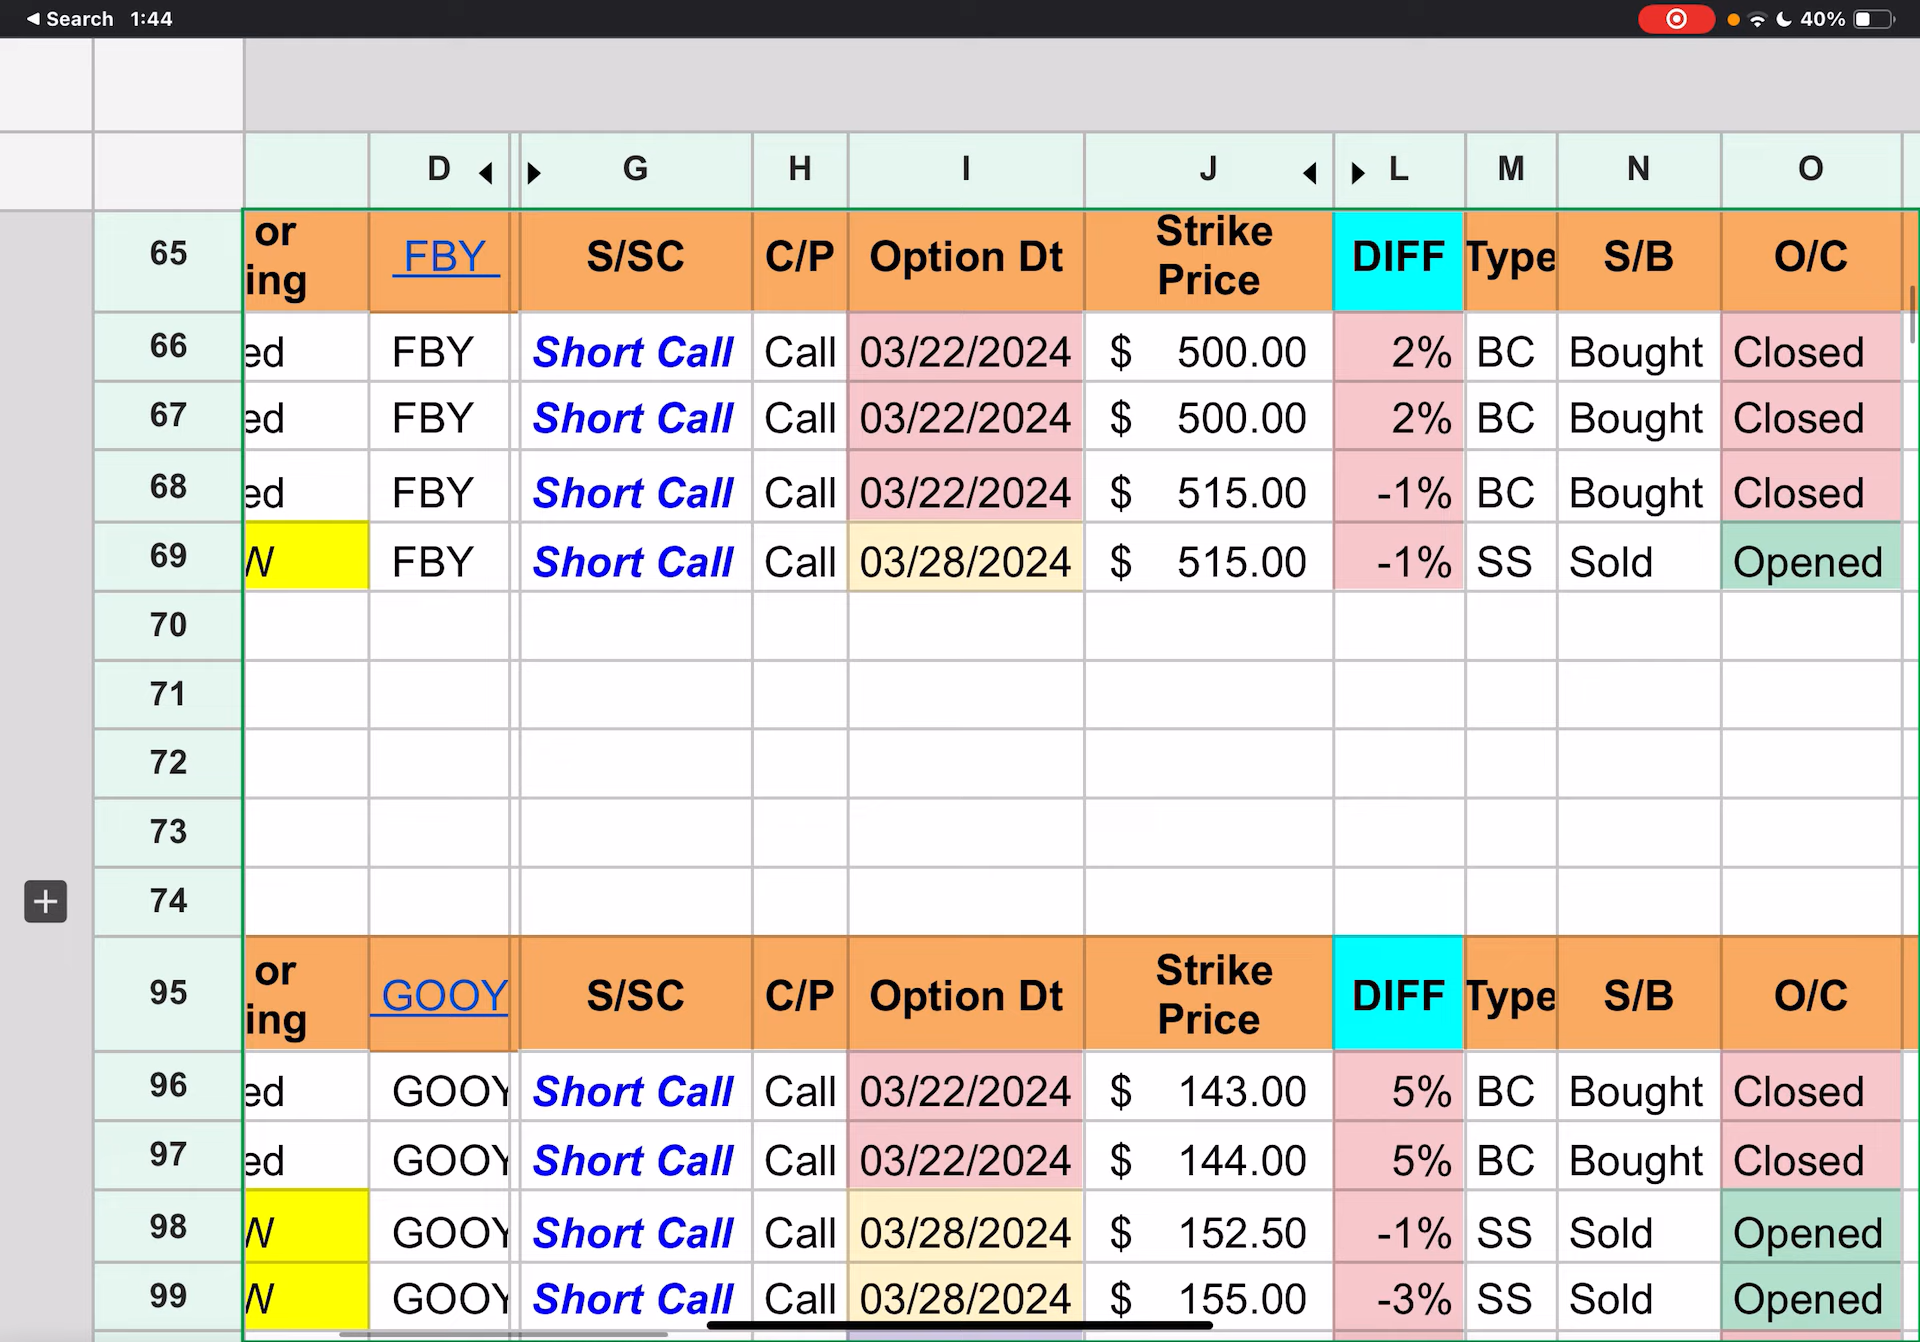 Search 1:44 40%
D G H I J L M N O
65 or ing FBY S/SC C/P Option Dt Strike Price DIFF Type S/B O/C
66 ed FBY Short Call Call 03/22/2024 $ 500.00 2% BC Bought Closed
67 ed FBY Short Call Call 03/22/2024 $ 500.00 2% BC Bought Closed
68 ed FBY Short Call Call 03/22/2024 $ 515.00 -1% BC Bought Closed
69 W FBY Short Call Call 03/28/2024 $ 515.00 -1% SS Sold Opened
70
71
72
73
74
95 or ing GOOY S/SC C/P Option Dt Strike Price DIFF Type S/B O/C
96 ed GOOY Short Call Call 03/22/2024 $ 143.00 5% BC Bought Closed
97 ed GOOY Short Call Call 03/22/2024 $ 144.00 5% BC Bought Closed
98 W GOOY Short Call Call 03/28/2024 $ 152.50 -1% SS Sold Opened
99 W GOOY Short Call Call 03/28/2024 $ 155.00 -3% SS Sold Opened